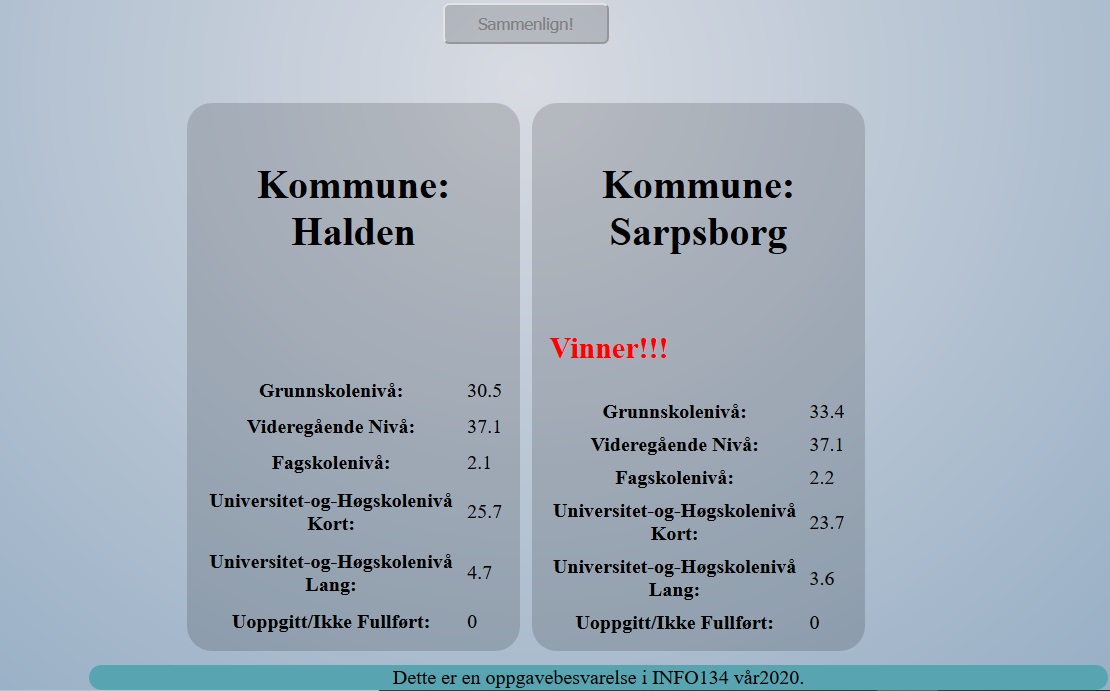 Sammenlign!
Kommune:
Halden
Grunnskolenivå: 30.5
Videregående Nivå: 37.1
Fagskolenivå: 2.1
Universitet-og-Høgskolenivå
Kort: 25.7
Universitet-og-Høgskolenivå
Lang: 4.7
Uoppgitt/Ikke Fullført: 0
Kommune:
Sarpsborg
Vinner!!!
Grunnskolenivå: 33.4
Videregående Nivå: 37.1
Fagskolenivå: 2.2
Universitet-og-Høgskolenivå
Kort: 23.7
Universitet-og-Høgskolenivå
Lang: 3.6
Uoppgitt/Ikke Fullført: 0
Dette er en oppgavebesvarelse i INFO134 vår2020.